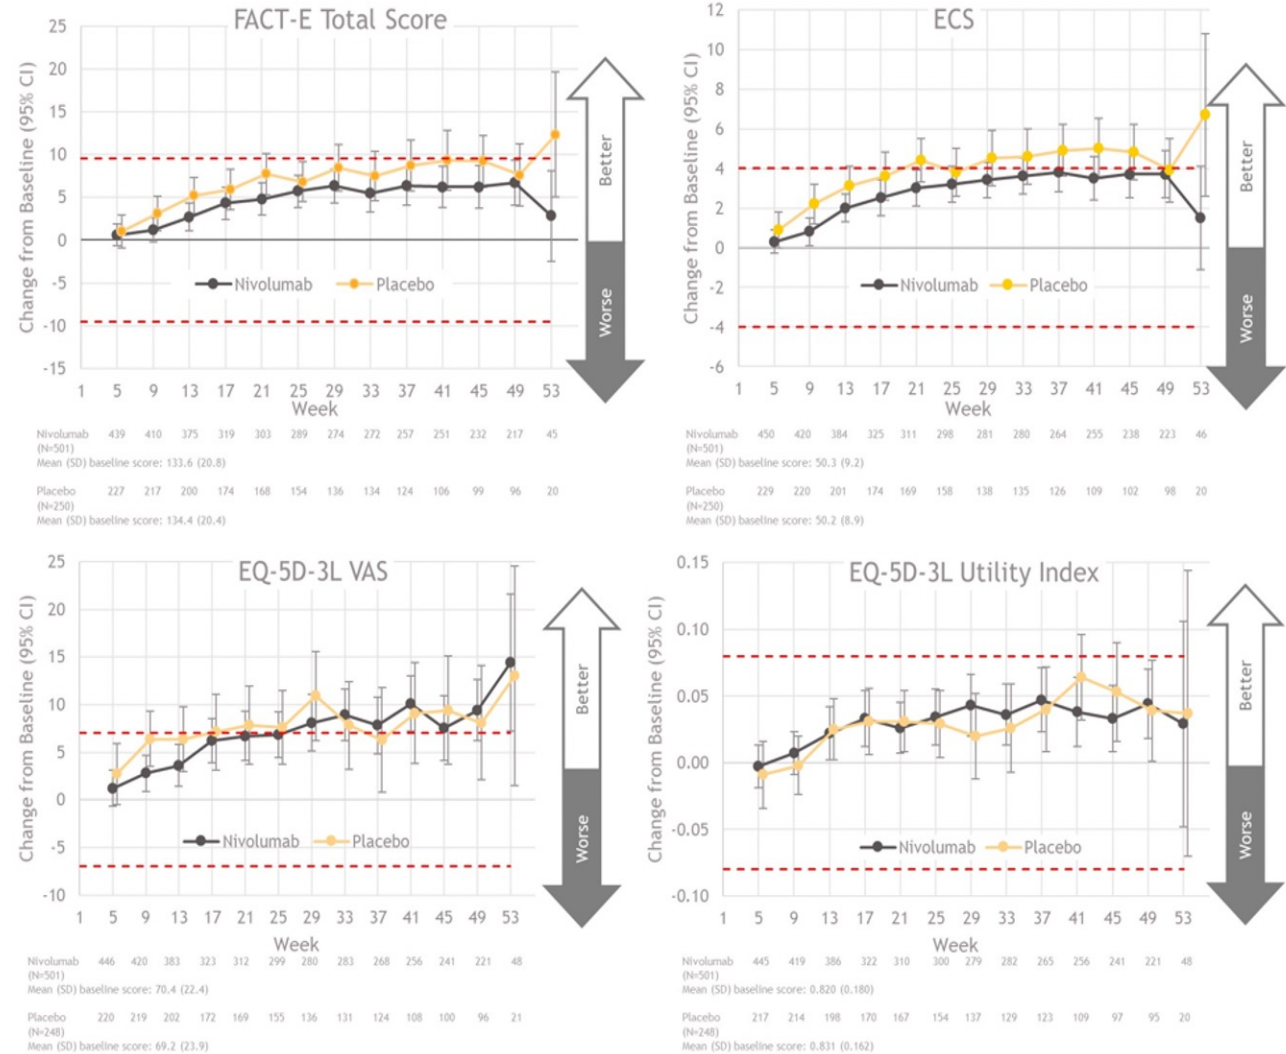 FACT-E Total Score
Change from Baseline (95% CI)
25
20
15
10
5
0
-5
-10
-15
Nivolumab Placebo
Better
Worse
1 5 9 13 17 21 25 29 33 37 41 45 49 53
Week
Nivolumab 439 410 375 319 303 289 274 272 257 251 232 217 45
(N=501)
Mean (SD) baseline score: 133.6 (20.8)
Placebo 227 217 200 174 168 154 136 134 124 106 99 96 20
(N=250)
Mean (SD) baseline score: 134.4 (20.4)
ECS
Change from Baseline (95% CI)
12
10
8
6
4
2
0
-2
-4
-6
Nivolumab Placebo
Better
Worse
1 5 9 13 17 21 25 29 33 37 41 45 49 53
Week
Nivolumab 450 420 384 325 311 298 281 280 264 255 238 223 46
(N=501)
Mean (SD) baseline score: 50.3 (9.2)
Placebo 229 220 201 174 169 158 138 135 126 109 102 98 20
(N=250)
Mean (SD) baseline score: 50.2 (8.9)
EQ-5D-3L VAS
Change from Baseline (95% CI)
25
20
15
10
5
0
-5
-10
Nivolumab Placebo
Better
Worse
1 5 9 13 17 21 25 29 33 37 41 45 49 53
Week
Nivolumab 446 420 383 323 312 299 280 283 268 256 241 221 48
(N=501)
Mean (SD) baseline score: 70.4 (22.4)
Placebo 220 219 202 172 169 155 136 131 124 108 100 96 21
(N=248)
Mean (SD) baseline score: 69.2 (23.9)
EQ-5D-3L Utility Index
Change from Baseline (95% CI)
0.15
0.10
0.05
0.00
-0.05
-0.10
Nivolumab Placebo
Better
Worse
1 5 9 13 17 21 25 29 33 37 41 45 49 53
Week
Nivolumab 445 419 386 322 310 300 279 282 265 256 241 221 48
(N=501)
Mean (SD) baseline score: 0.820 (0.180)
Placebo 217 214 198 170 167 154 137 129 123 109 97 95 20
(N=248)
Mean (SD) baseline score: 0.831 (0.162)